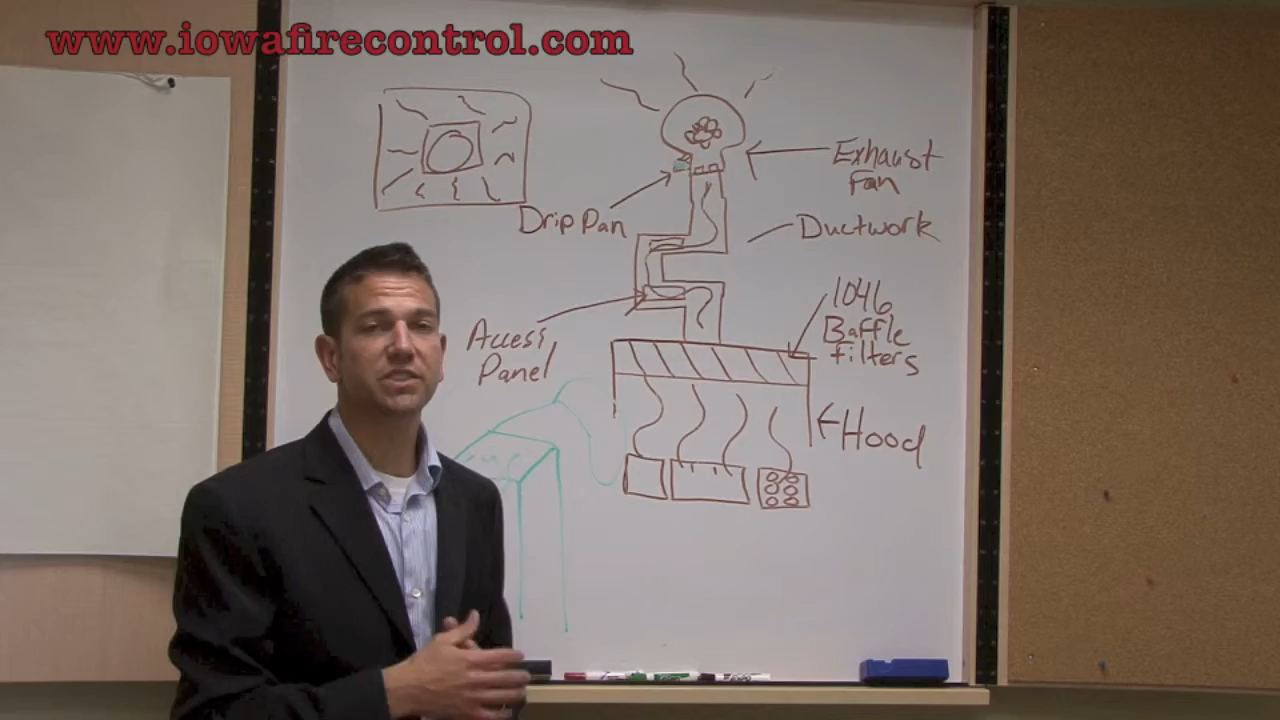 www.iowafirecontrol.com
Exhaust
Fan
Drip Pan
Ductwork
1046
Baffle
filters
Access
Panel
Hood